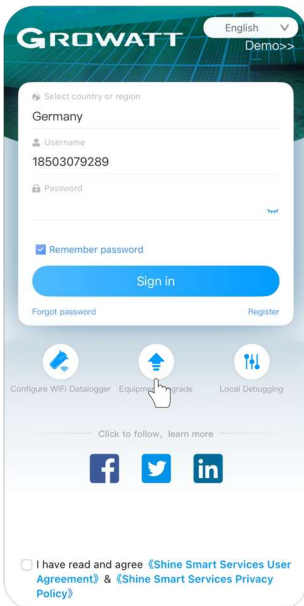 GROWATT
English
Demo>>
Select country or region
Germany
Username
18503079289
Password
Remember password
Sign in
Forgot password
Register
Configure WiFi Datalogger
Equipment Upgrade
Local Debugging
Click to follow, learn more
I have read and agree《Shine Smart Services User
Agreement》 & 《Shine Smart Services Privacy
Policy》